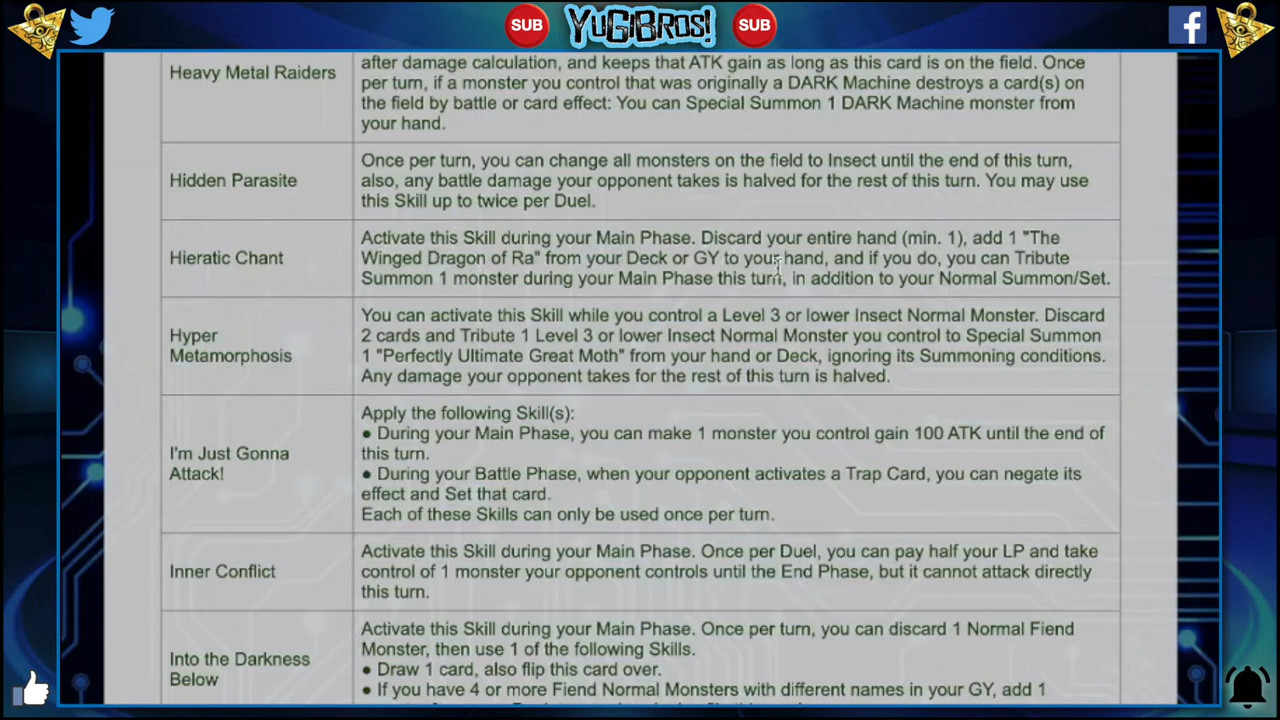 SUB
YuGiBros!
SUB
f
Heavy Metal Raiders
after damage calculation, and keeps that ATK gain as long as this card is on the field. Once
per turn, if a monster you control that was originally a DARK Machine destroys a card(s) on
the field by battle or card effect: You can Special Summon 1 DARK Machine monster from
your hand.
Hidden Parasite
Once per turn, you can change all monsters on the field to Insect until the end of this turn,
also, any battle damage your opponent takes is halved for the rest of this turn. You may use
this Skill up to twice per Duel.
Hieratic Chant
Activate this Skill during your Main Phase. Discard your entire hand (min. 1), add 1 "The
Winged Dragon of Ra" from your Deck or GY to your hand, and if you do, you can Tribute
Summon 1 monster during your Main Phase this turn, in addition to your Normal Summon/Set.
Hyper
Metamorphosis
You can activate this Skill while you control a Level 3 or lower Insect Normal Monster. Discard
2 cards and Tribute 1 Level 3 or lower Insect Normal Monster you control to Special Summon
1 "Perfectly Ultimate Great Moth" from your hand or Deck, ignoring its Summoning conditions.
Any damage your opponent takes for the rest of this turn is halved.
I'm Just Gonna
Attack!
Apply the following Skill(s):
● During your Main Phase, you can make 1 monster you control gain 100 ATK until the end of
this turn.
● During your Battle Phase, when your opponent activates a Trap Card, you can negate its
effect and Set that card.
Each of these Skills can only be used once per turn.
Inner Conflict
Activate this Skill during your Main Phase. Once per Duel, you can pay half your LP and take
control of 1 monster your opponent controls until the End Phase, but it cannot attack directly
this turn.
Into the Darkness
Below
Activate this Skill during your Main Phase. Once per turn, you can discard 1 Normal Fiend
Monster, then use 1 of the following Skills.
● Draw 1 card, also flip this card over.
● If you have 4 or more Fiend Normal Monsters with different names in your GY, add 1